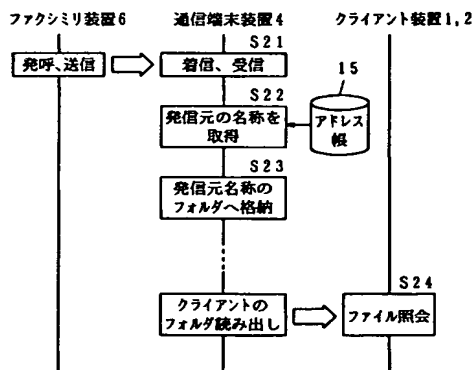 ファクシミリ装置6
通信端末装置4
クライアント装置1,2
S21
発呼、送信
着信、受信
S22
15
発信元の名称を
取得
アドレス
帳
S23
発信元名称の
フォルダへ格納
S24
クライアントの
フォルダ読み出し
ファイル照会